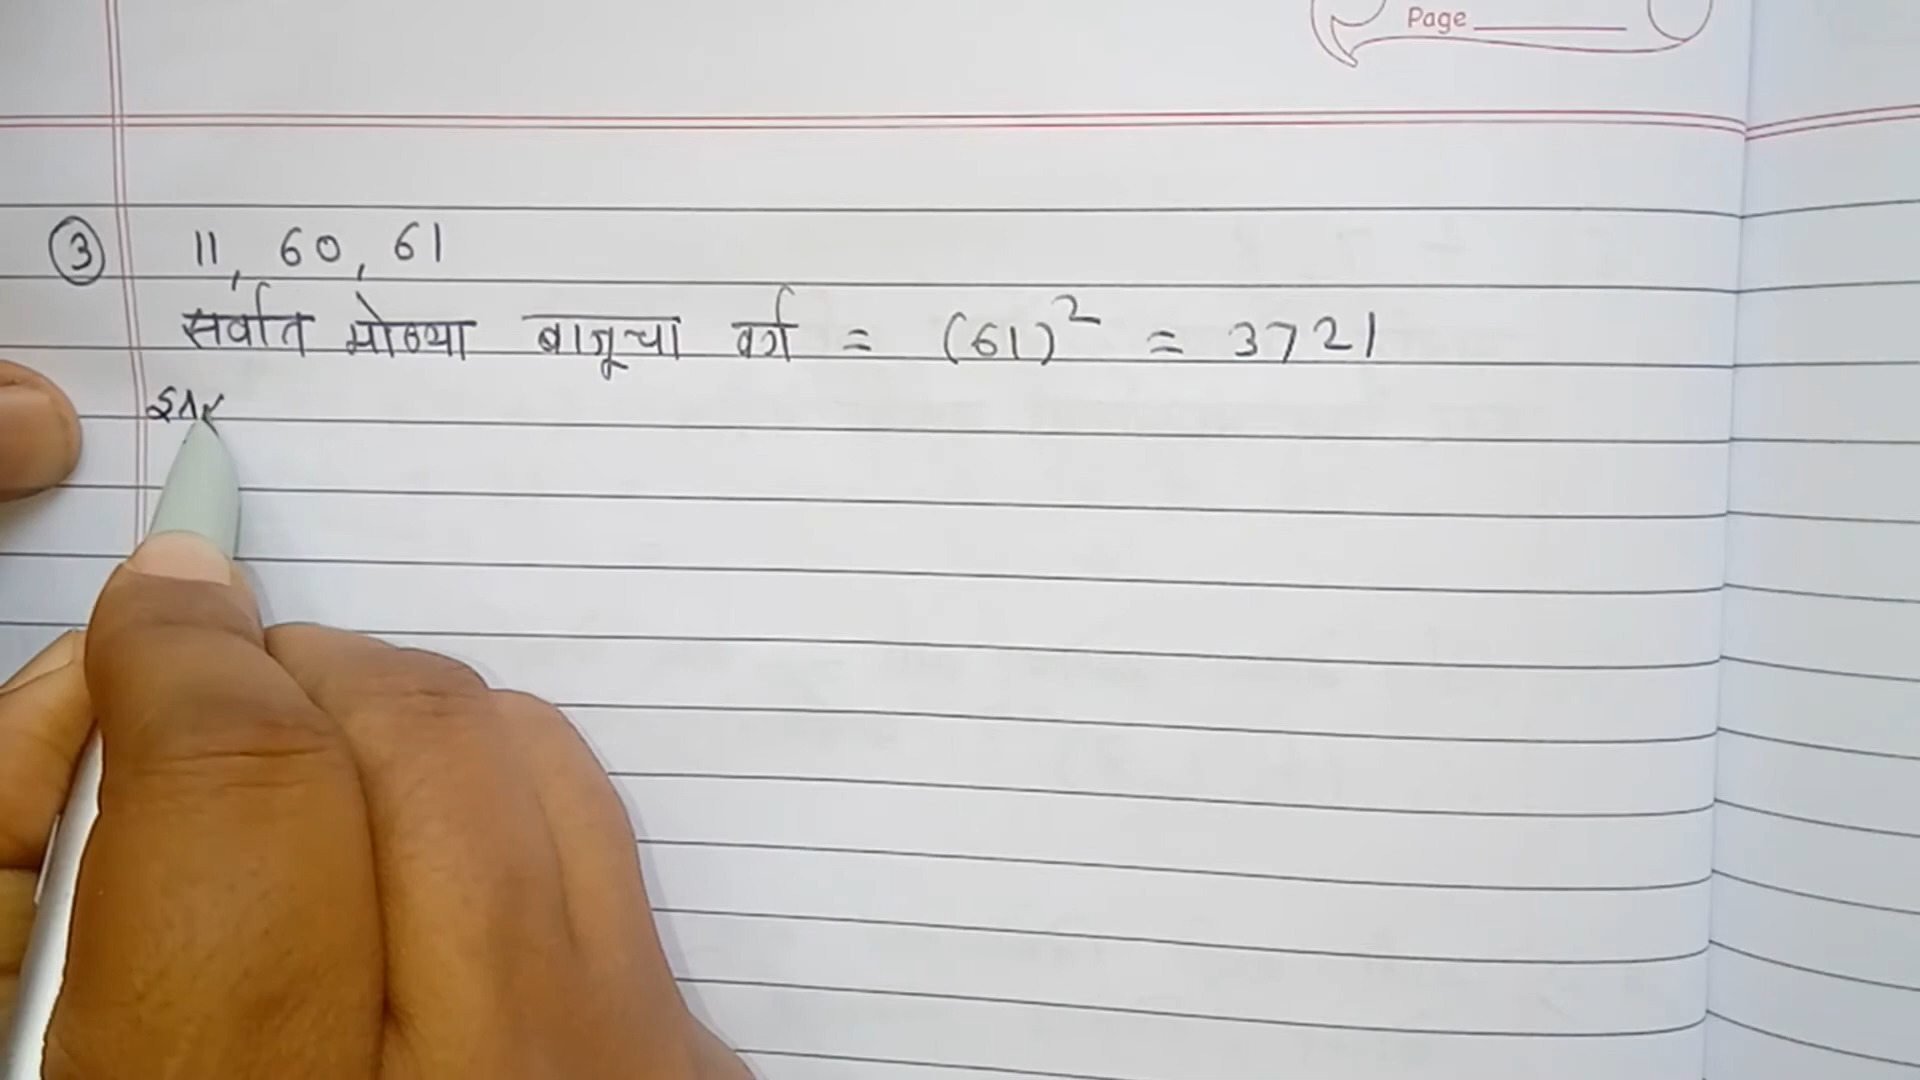 Page
③ 11, 60, 61
सर्वात मोठ्या बाजूचा वर्ग = (61)² = 3721